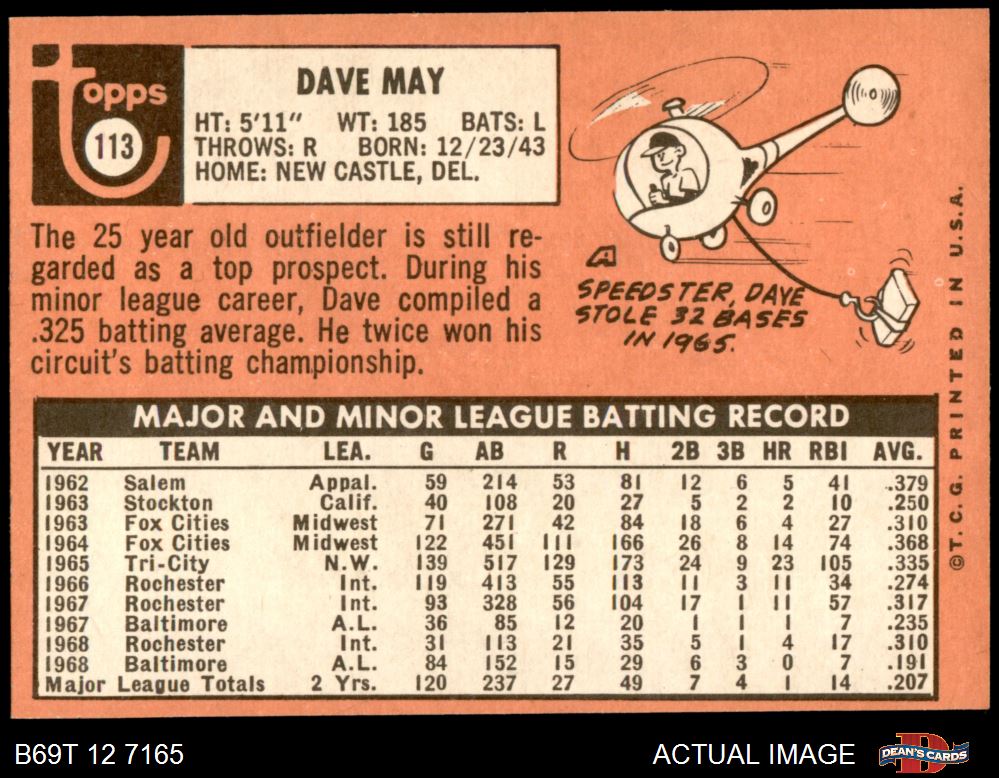 Topps
113
DAVE MAY
HT: 5'11" WT: 185 BATS: L
THROWS: R BORN: 12/23/43
HOME: NEW CASTLE, DEL.
The 25 year old outfielder is still re-
garded as a top prospect. During his
minor league career, Dave compiled a
.325 batting average. He twice won his
circuit's batting championship.
A
SPEEDSTER, DAVE
STOLE 32 BASES
IN 1965.
MAJOR AND MINOR LEAGUE BATTING RECORD
YEAR TEAM LEA. G AB R H 2B 3B HR RBI AVG.
1962 Salem Appal. 59 214 53 81 12 6 5 41 .379
1963 Stockton Calif. 40 108 20 27 5 2 2 10 .250
1963 Fox Cities Midwest 71 271 42 84 18 6 4 27 .310
1964 Fox Cities Midwest 122 451 111 166 26 8 14 74 .368
1965 Tri-City N.W. 139 517 129 173 24 9 23 105 .335
1966 Rochester Int. 119 413 55 113 11 3 11 34 .274
1967 Rochester Int. 93 328 56 104 17 1 11 57 .317
1967 Baltimore A.L. 36 85 12 20 1 1 1 7 .235
1968 Rochester Int. 31 113 21 35 5 1 4 17 .310
1968 Baltimore A.L. 84 152 15 29 6 3 0 7 .191
Major League Totals 2 Yrs. 120 237 27 49 7 4 1 14 .207
©T. C. G. PRINTED IN U.S.A.
B69T 12 7165 ACTUAL IMAGE
DEAN'S CARDS